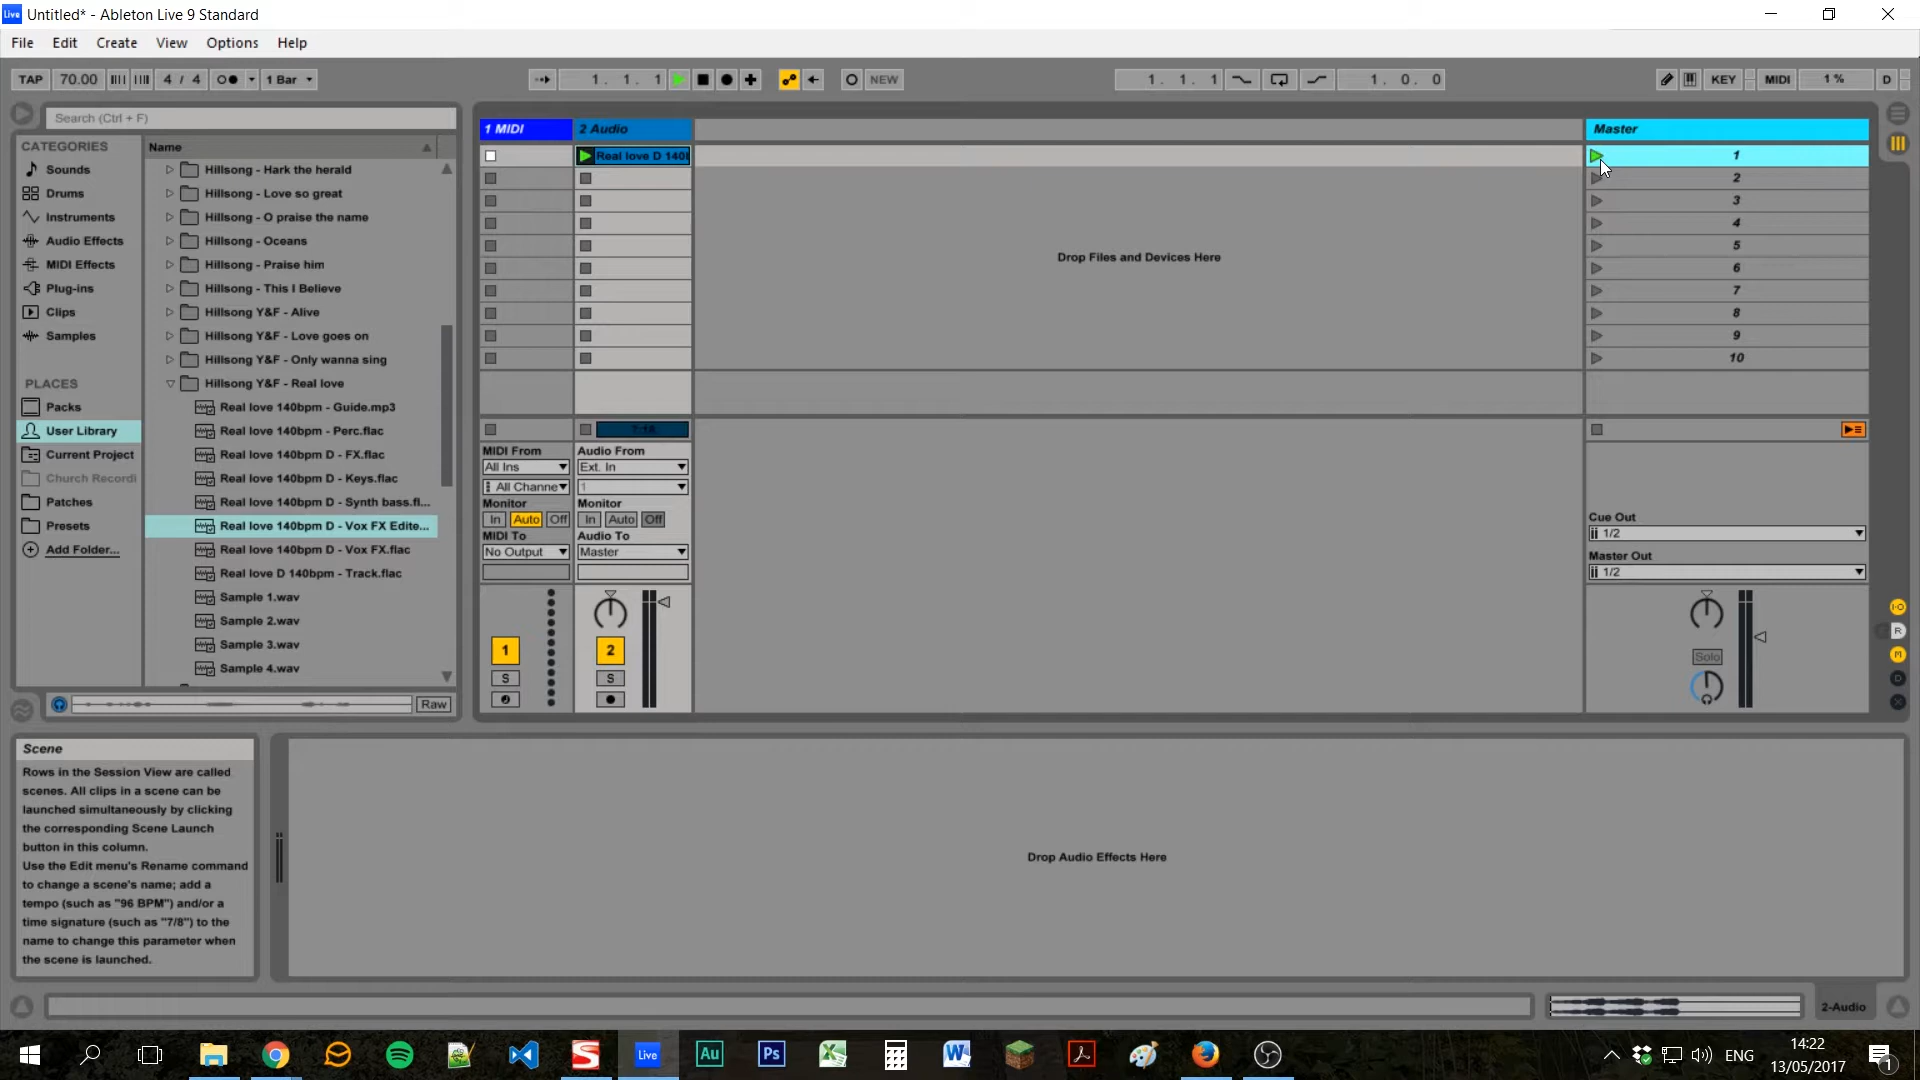 Live Untitled* - Ableton Live 9 Standard
File Edit Create View Options Help
TAP 70.00 4 / 4 1 Bar 1. 1. 1 NEW 1. 1. 1 1. 0. 0 KEY MIDI 1 % D
Search (Ctrl + F)
CATEGORIES
Sounds
Drums
Instruments
Audio Effects
MIDI Effects
Plug-ins
Clips
Samples
PLACES
Packs
User Library
Current Project
Church Recordi
Patches
Presets
Add Folder...
Name
Hillsong - Hark the herald
Hillsong - Love so great
Hillsong - O praise the name
Hillsong - Oceans
Hillsong - Praise him
Hillsong - This I Believe
Hillsong Y&F - Alive
Hillsong Y&F - Love goes on
Hillsong Y&F - Only wanna sing
Hillsong Y&F - Real love
Real love 140bpm - Guide.mp3
Real love 140bpm - Perc.flac
Real love 140bpm D - FX.flac
Real love 140bpm D - Keys.flac
Real love 140bpm D - Synth bass.fl...
Real love 140bpm D - Vox FX Edite...
Real love 140bpm D - Vox FX.flac
Real love D 140bpm - Track.flac
Sample 1.wav
Sample 2.wav
Sample 3.wav
Sample 4.wav
Raw
1 MIDI 2 Audio Master
Real love D 140 1
2
3
4
5
6
7
8
9
10
Drop Files and Devices Here
MIDI From Audio From
All Ins Ext. In
All Channe 1
Monitor Monitor
In Auto Off In Auto Off
MIDI To Audio To
No Output Master
Cue Out
1/2
Master Out
1/2
1 2
S S
Solo
I·O
R
M
D
X
Scene
Rows in the Session View are called
scenes. All clips in a scene can be
launched simultaneously by clicking
the corresponding Scene Launch
button in this column.
Use the Edit menu's Rename command
to change a scene's name; add a
tempo (such as "96 BPM") and/or a
time signature (such as "7/8") to the
name to change this parameter when
the scene is launched.
Drop Audio Effects Here
2-Audio
Live Au Ps ENG
14:22
13/05/2017
1